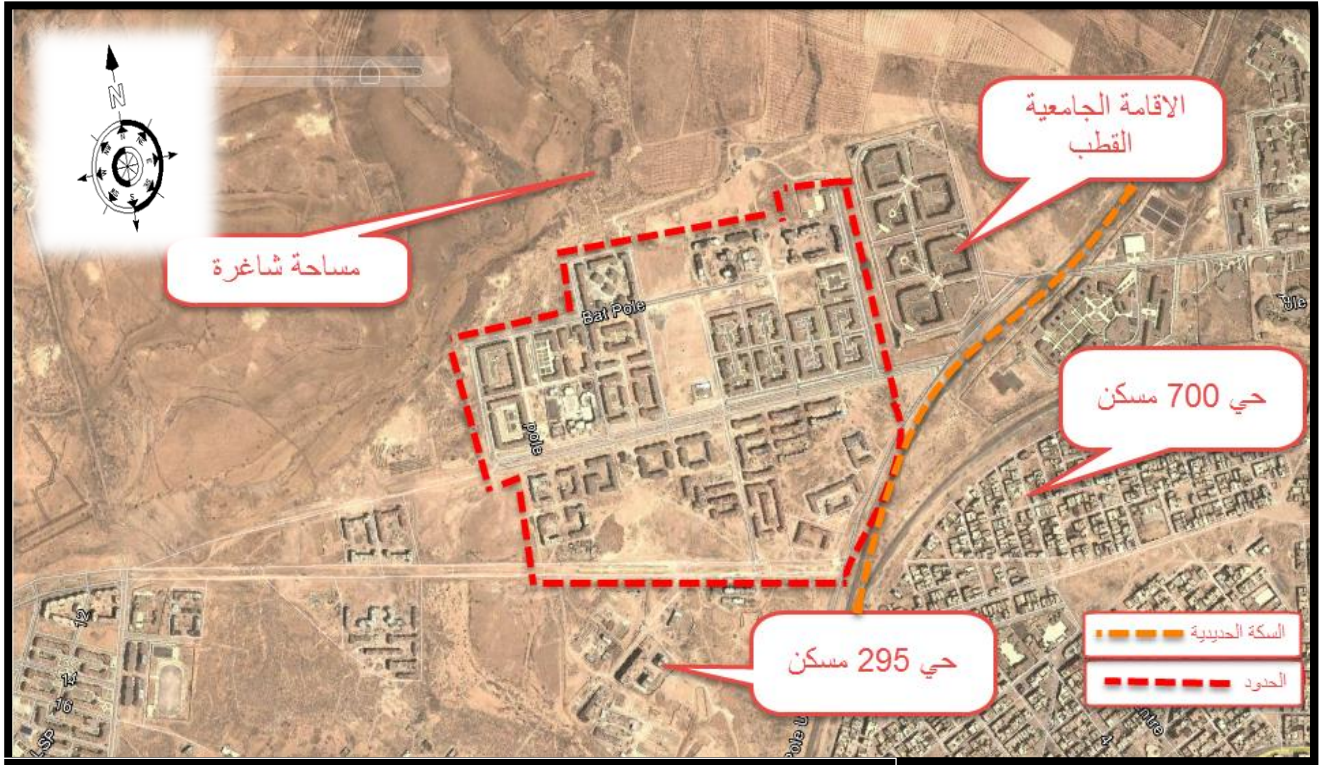 N
الاقامة الجامعية
القطب
مساحة شاغرة
Bat Pole
pole
حي 700 مسكن
حي 295 مسكن
السكة الحديدية
الحدود
12
14
16
LSP